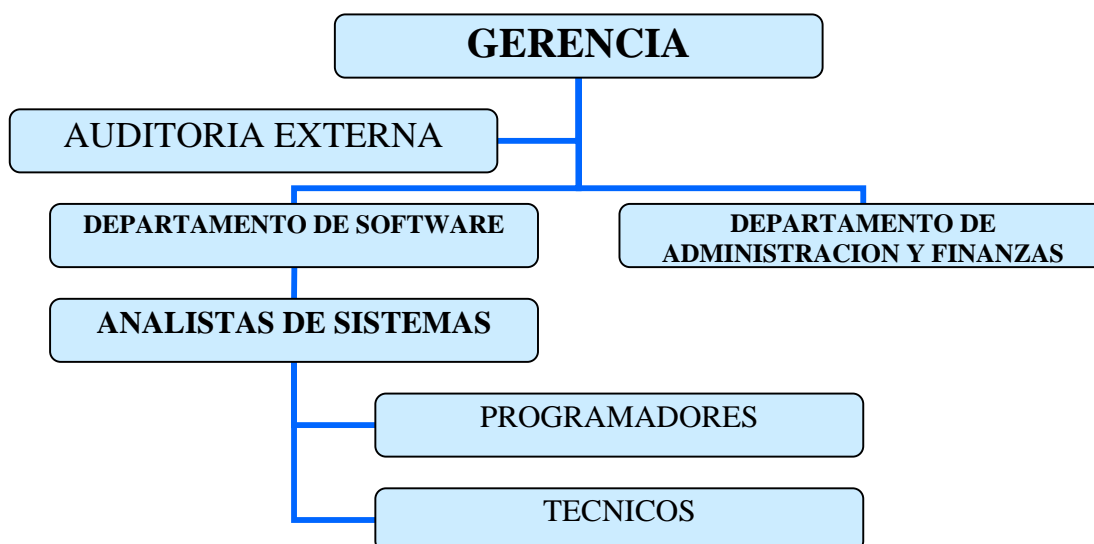 GERENCIA
AUDITORIA EXTERNA
DEPARTAMENTO DE SOFTWARE
DEPARTAMENTO DE
ADMINISTRACION Y FINANZAS
ANALISTAS DE SISTEMAS
PROGRAMADORES
TECNICOS